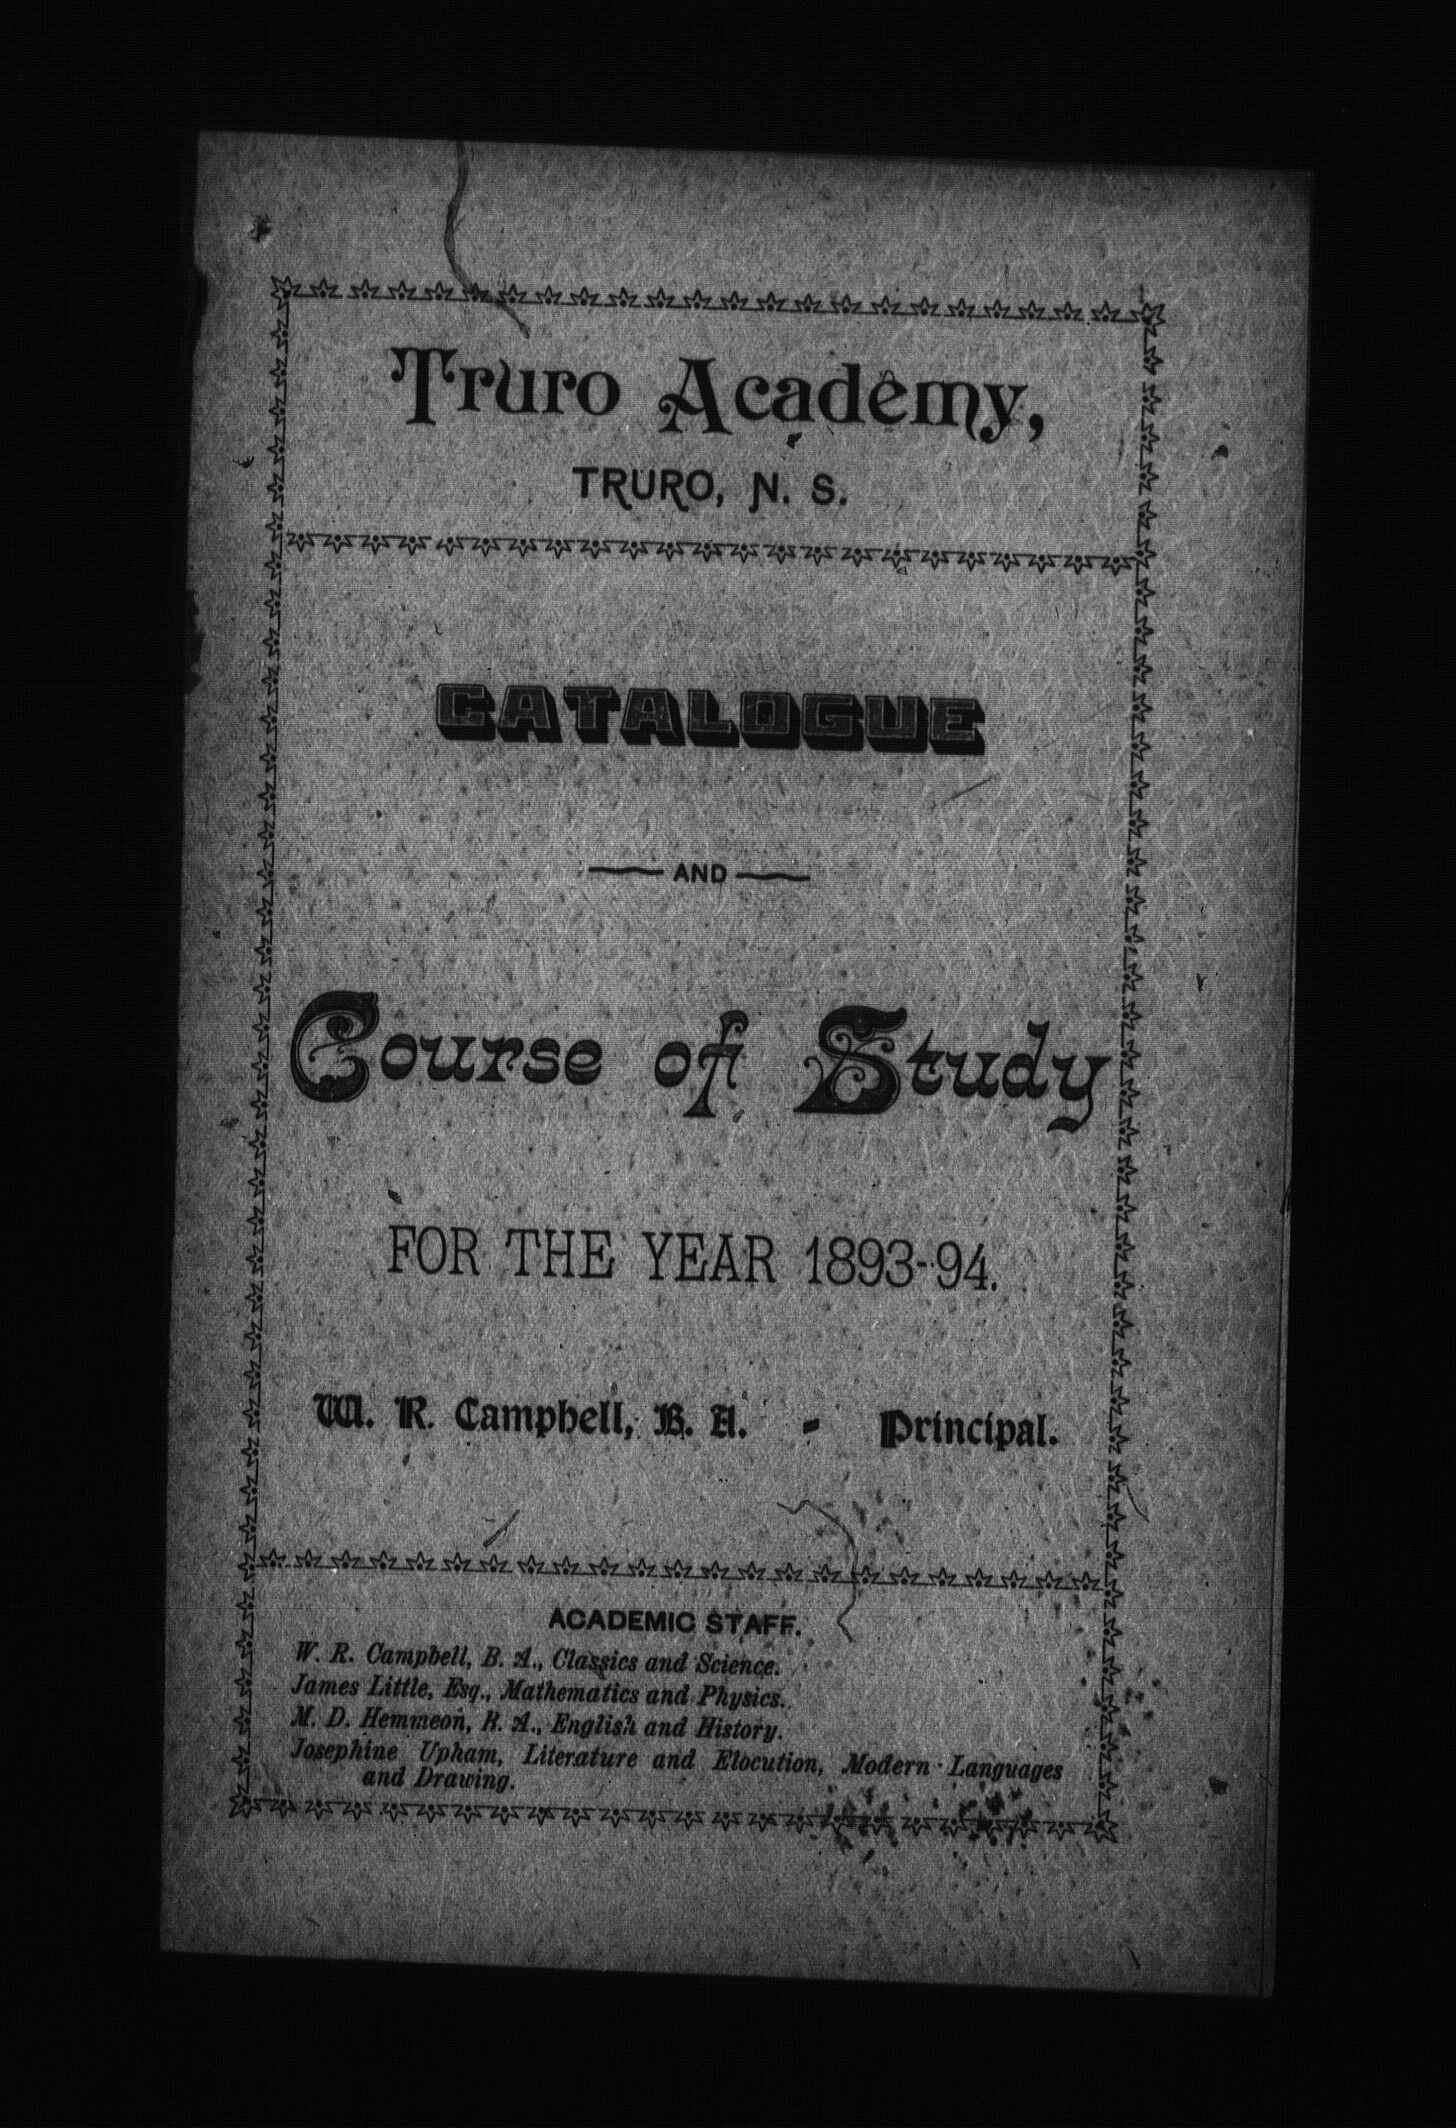 Truro Academy,
TRURO, N. S.
CATALOGUE
AND
Course of Study
FOR THE YEAR 1893-94.
W. R. Campbell, B. A. - Principal.
ACADEMIC STAFF.
W. R. Campbell, B. A., Classics and Science.
James Little, Esq., Mathematics and Physics.
M. D. Hemmeon, B. A., English and History.
Josephine Upham, Literature and Elocution, Modern Languages
and Drawing.